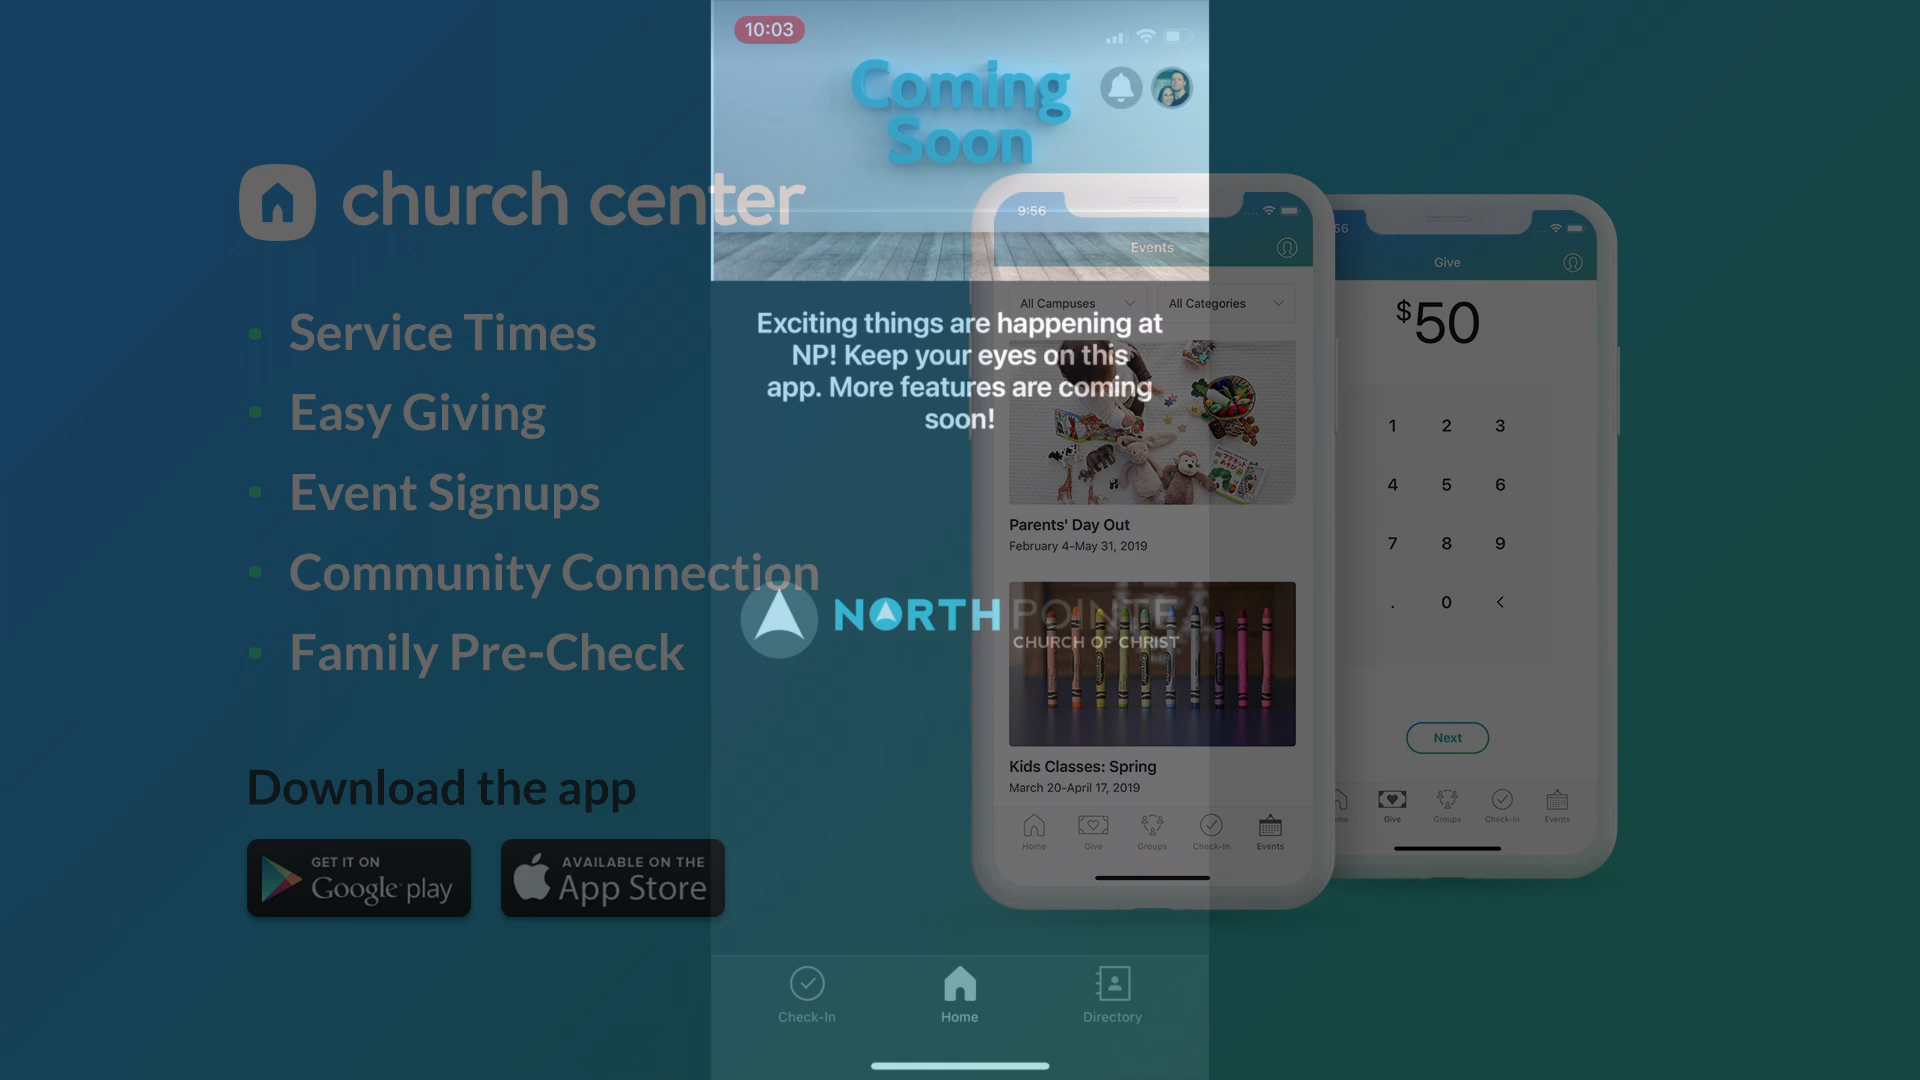 church center
Service Times
Easy Giving
Event Signups
Community Connection
Family Pre-Check
Download the app
GET IT ON
Google play
AVAILABLE ON THE
App Store
10:03
Coming
Soon
Exciting things are happening at
NP! Keep your eyes on this
app. More features are coming
soon!
NORTH POINTE
CHURCH OF CHRIST
Check-In
Home
Directory
9:56
Events
All Campuses
All Categories
Parents' Day Out
February 4-May 31, 2019
Kids Classes: Spring
March 20-April 17, 2019
Home
Give
Groups
Check-In
Events
56
Give
$50
1 2 3
4 5 6
7 8 9
. 0 <
Next
me
Give
Groups
Check-In
Events